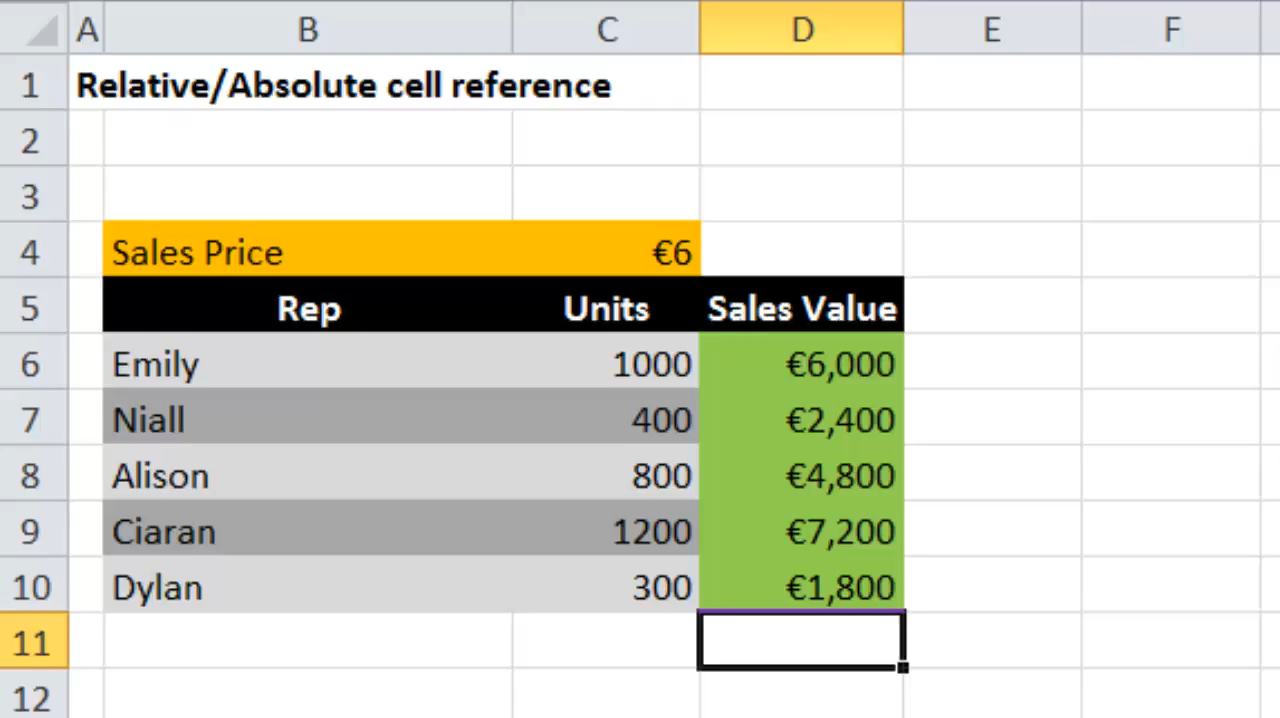 A B C D E F
1 Relative/Absolute cell reference
2
3
4 Sales Price €6
5 Rep Units Sales Value
6 Emily 1000 €6,000
7 Niall 400 €2,400
8 Alison 800 €4,800
9 Ciaran 1200 €7,200
10 Dylan 300 €1,800
11
12